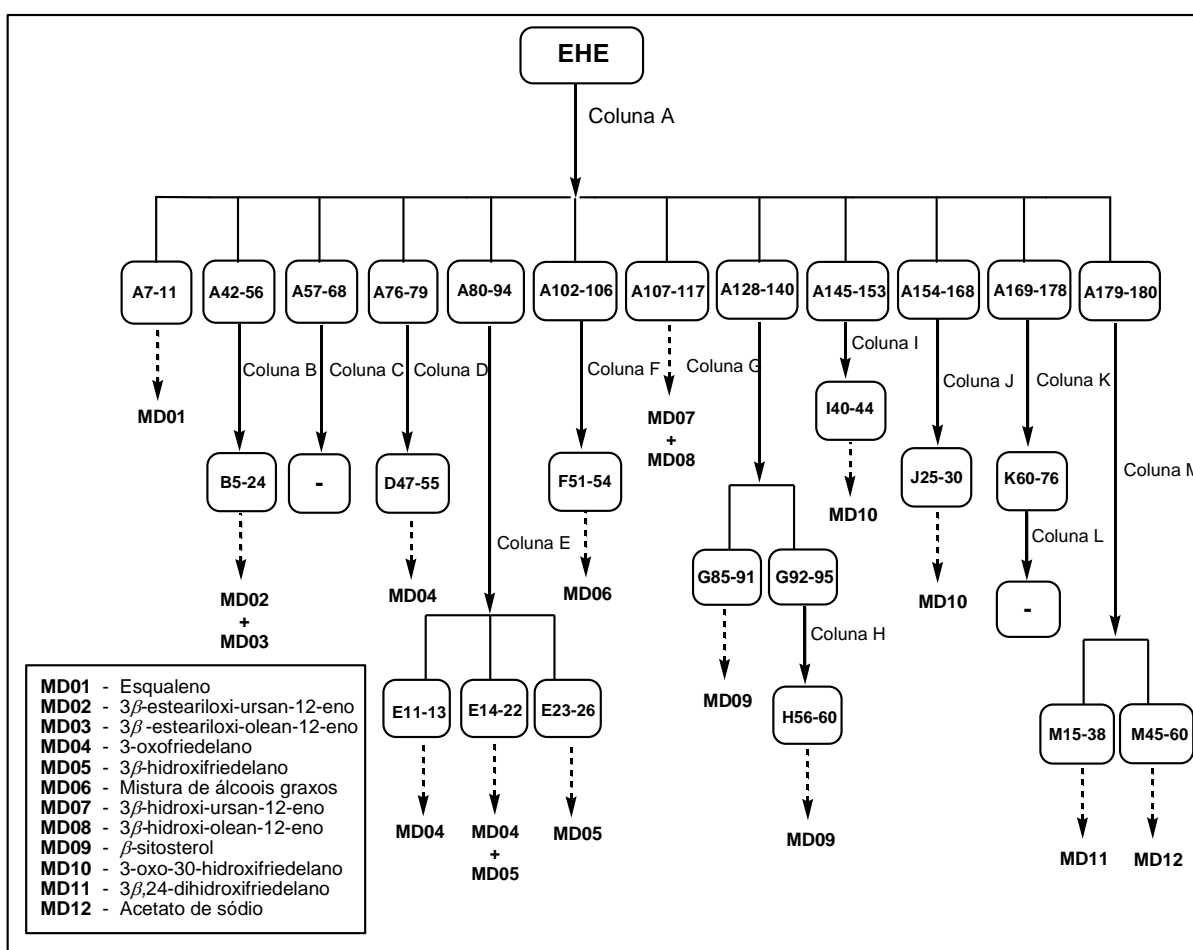 EHE
Coluna A
A7-11
A42-56
A57-68
A76-79
A80-94
A102-106
A107-117
A128-140
A145-153
A154-168
A169-178
A179-180
Coluna B
Coluna C
Coluna D
Coluna F
Coluna G
Coluna I
Coluna J
Coluna K
MD01
MD07
+
MD08
I40-44
B5-24
-
D47-55
F51-54
J25-30
K60-76
Coluna M
MD10
Coluna E
Coluna L
MD02
+
MD03
MD04
MD06
G85-91
G92-95
MD10
-
Coluna H
E11-13
E14-22
E23-26
MD09
H56-60
M15-38
M45-60
MD04
MD04
+
MD05
MD05
MD09
MD11
MD12
MD01 - Esqualeno
MD02 - 3β-esteariloxi-ursan-12-eno
MD03 - 3β -esteariloxi-olean-12-eno
MD04 - 3-oxofriedelano
MD05 - 3β-hidroxifriedelano
MD06 - Mistura de álcoois graxos
MD07 - 3β-hidroxi-ursan-12-eno
MD08 - 3β-hidroxi-olean-12-eno
MD09 - β-sitosterol
MD10 - 3-oxo-30-hidroxifriedelano
MD11 - 3β,24-dihidroxifriedelano
MD12 - Acetato de sódio